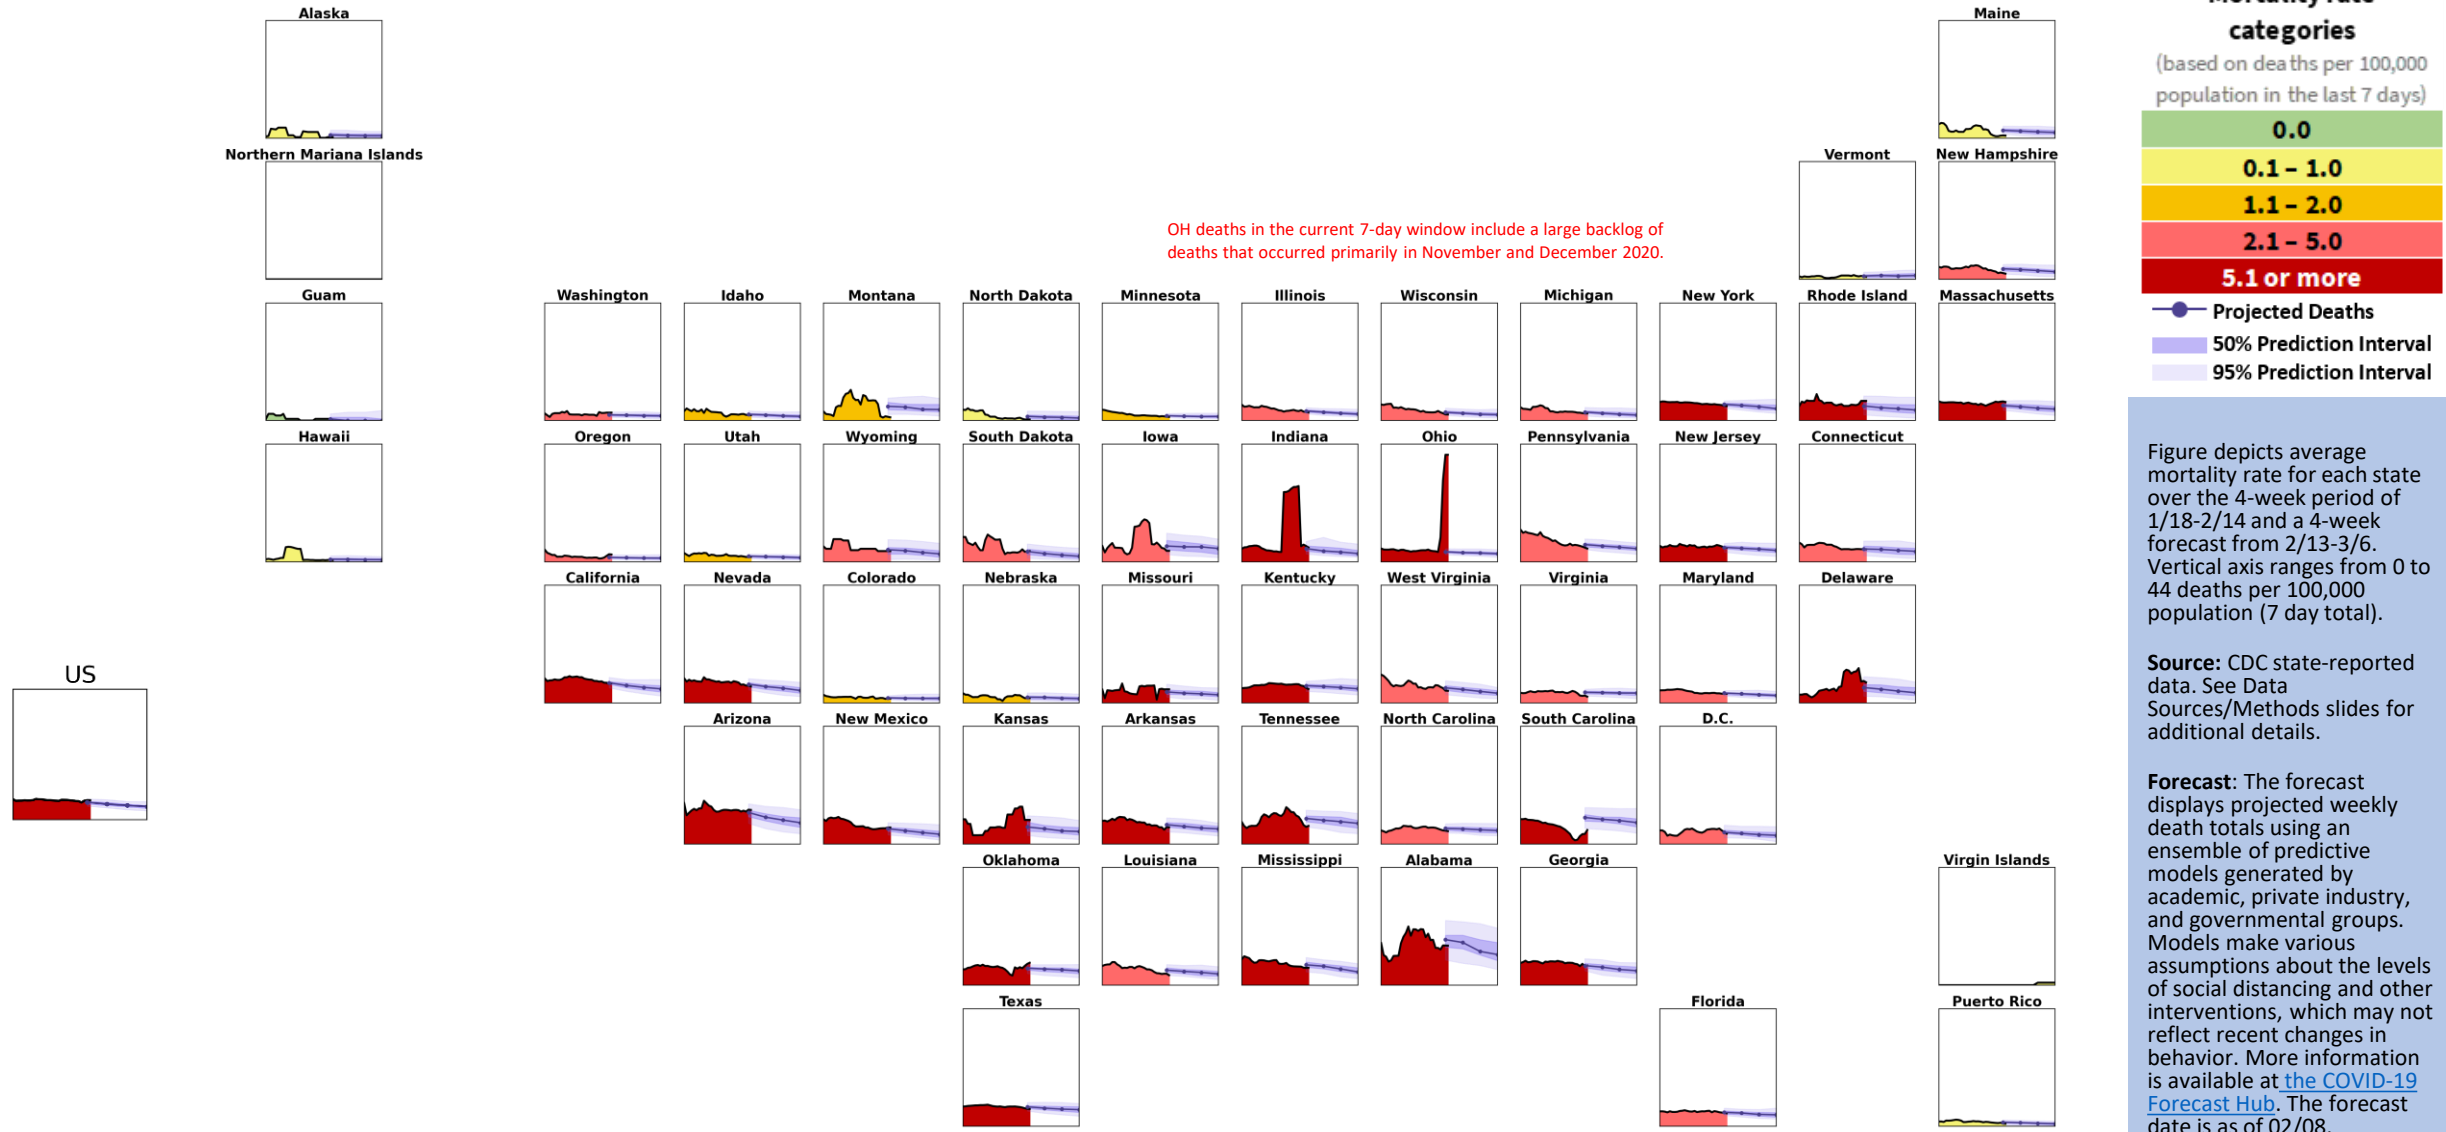 Alaska
Maine
Northern Mariana Islands
Vermont
New Hampshire
OH deaths in the current 7-day window include a large backlog of
deaths that occurred primarily in November and December 2020.
Guam
Washington
Idaho
Montana
North Dakota
Minnesota
Illinois
Wisconsin
Michigan
New York
Rhode Island
Massachusetts
Hawaii
Oregon
Utah
Wyoming
South Dakota
Iowa
Indiana
Ohio
Pennsylvania
New Jersey
Connecticut
California
Nevada
Colorado
Nebraska
Missouri
Kentucky
West Virginia
Virginia
Maryland
Delaware
US
Arizona
New Mexico
Kansas
Arkansas
Tennessee
North Carolina
South Carolina
D.C.
Oklahoma
Louisiana
Mississippi
Alabama
Georgia
Virgin Islands
Texas
Florida
Puerto Rico
Mortality rate
categories
(based on deaths per 100,000
population in the last 7 days)
0.0
0.1 – 1.0
1.1 – 2.0
2.1 – 5.0
5.1 or more
Projected Deaths
50% Prediction Interval
95% Prediction Interval
Figure depicts average
mortality rate for each state
over the 4-week period of
1/18-2/14 and a 4-week
forecast from 2/13-3/6.
Vertical axis ranges from 0 to
44 deaths per 100,000
population (7 day total).
Source: CDC state-reported
data. See Data
Sources/Methods slides for
additional details.
Forecast: The forecast
displays projected weekly
death totals using an
ensemble of predictive
models generated by
academic, private industry,
and governmental groups.
Models make various
assumptions about the levels
of social distancing and other
interventions, which may not
reflect recent changes in
behavior. More information
is available at the COVID-19
Forecast Hub. The forecast
date is as of 02/08.